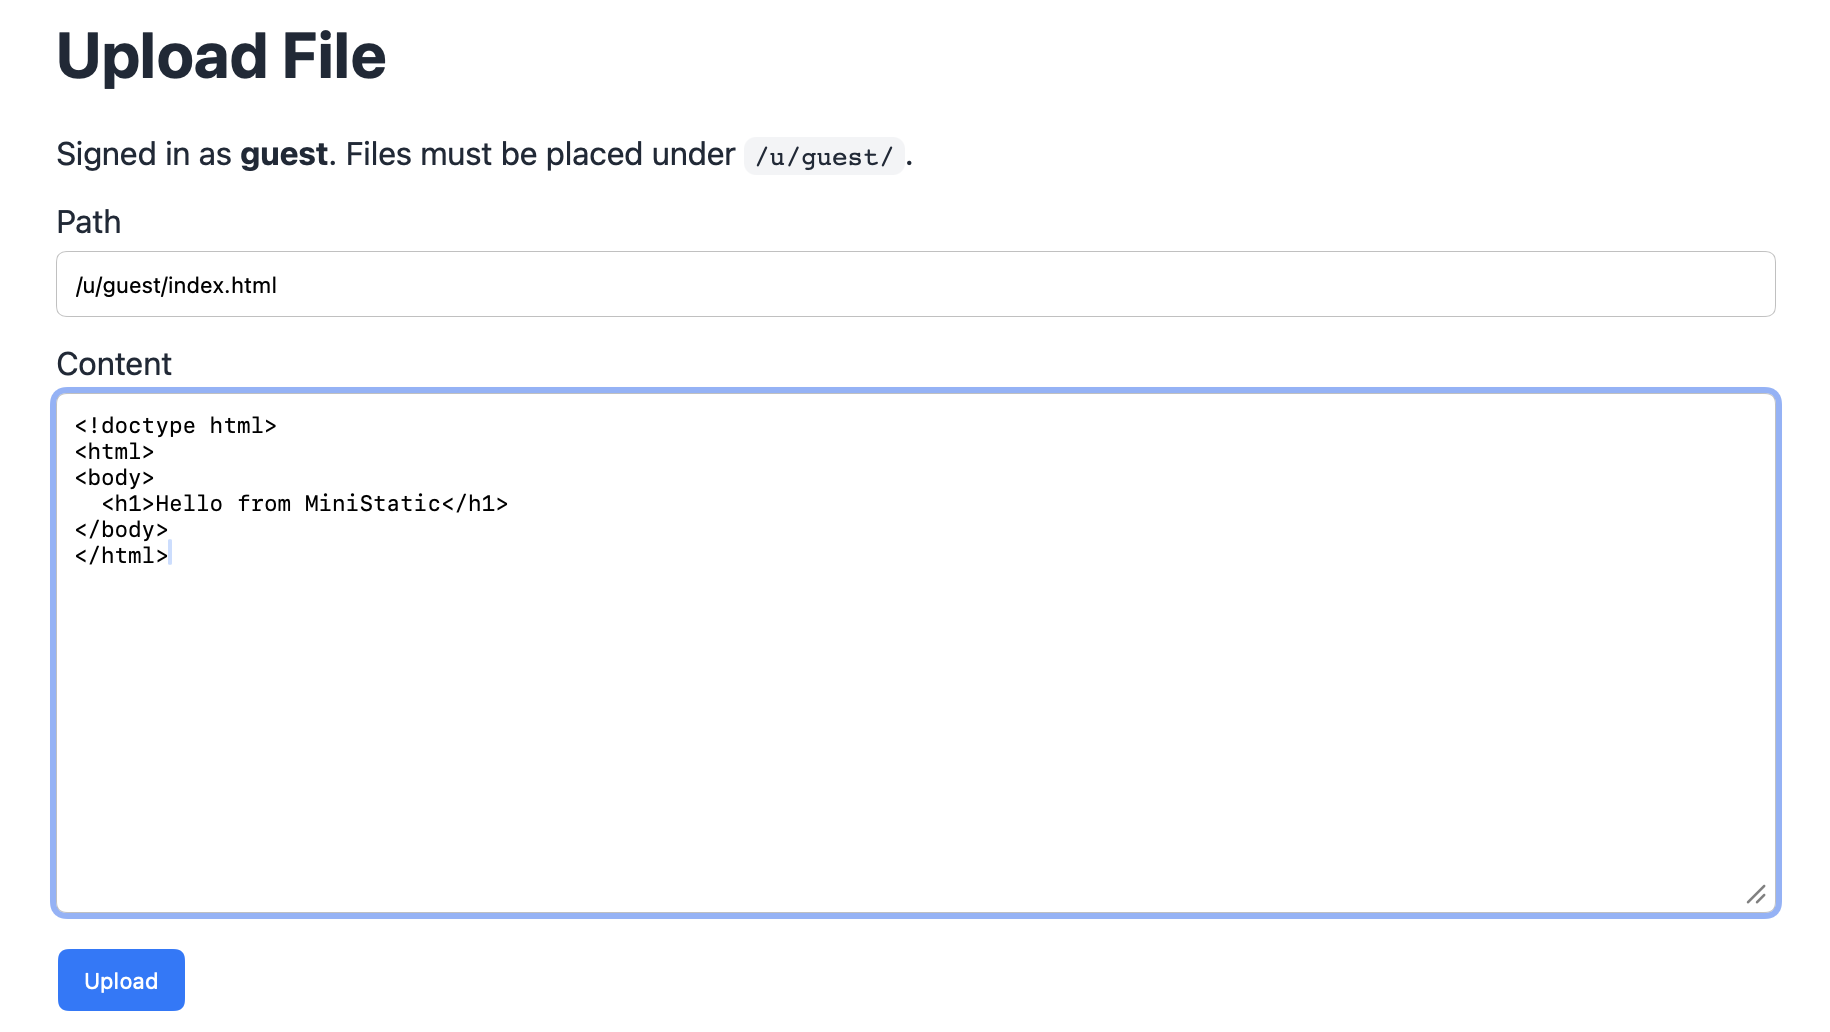 Upload File
Signed in as guest. Files must be placed under /u/guest/.
Path
/u/guest/index.html
Content
<!doctype html>
<html>
<body>
  <h1>Hello from MiniStatic</h1>
</body>
</html>
Upload